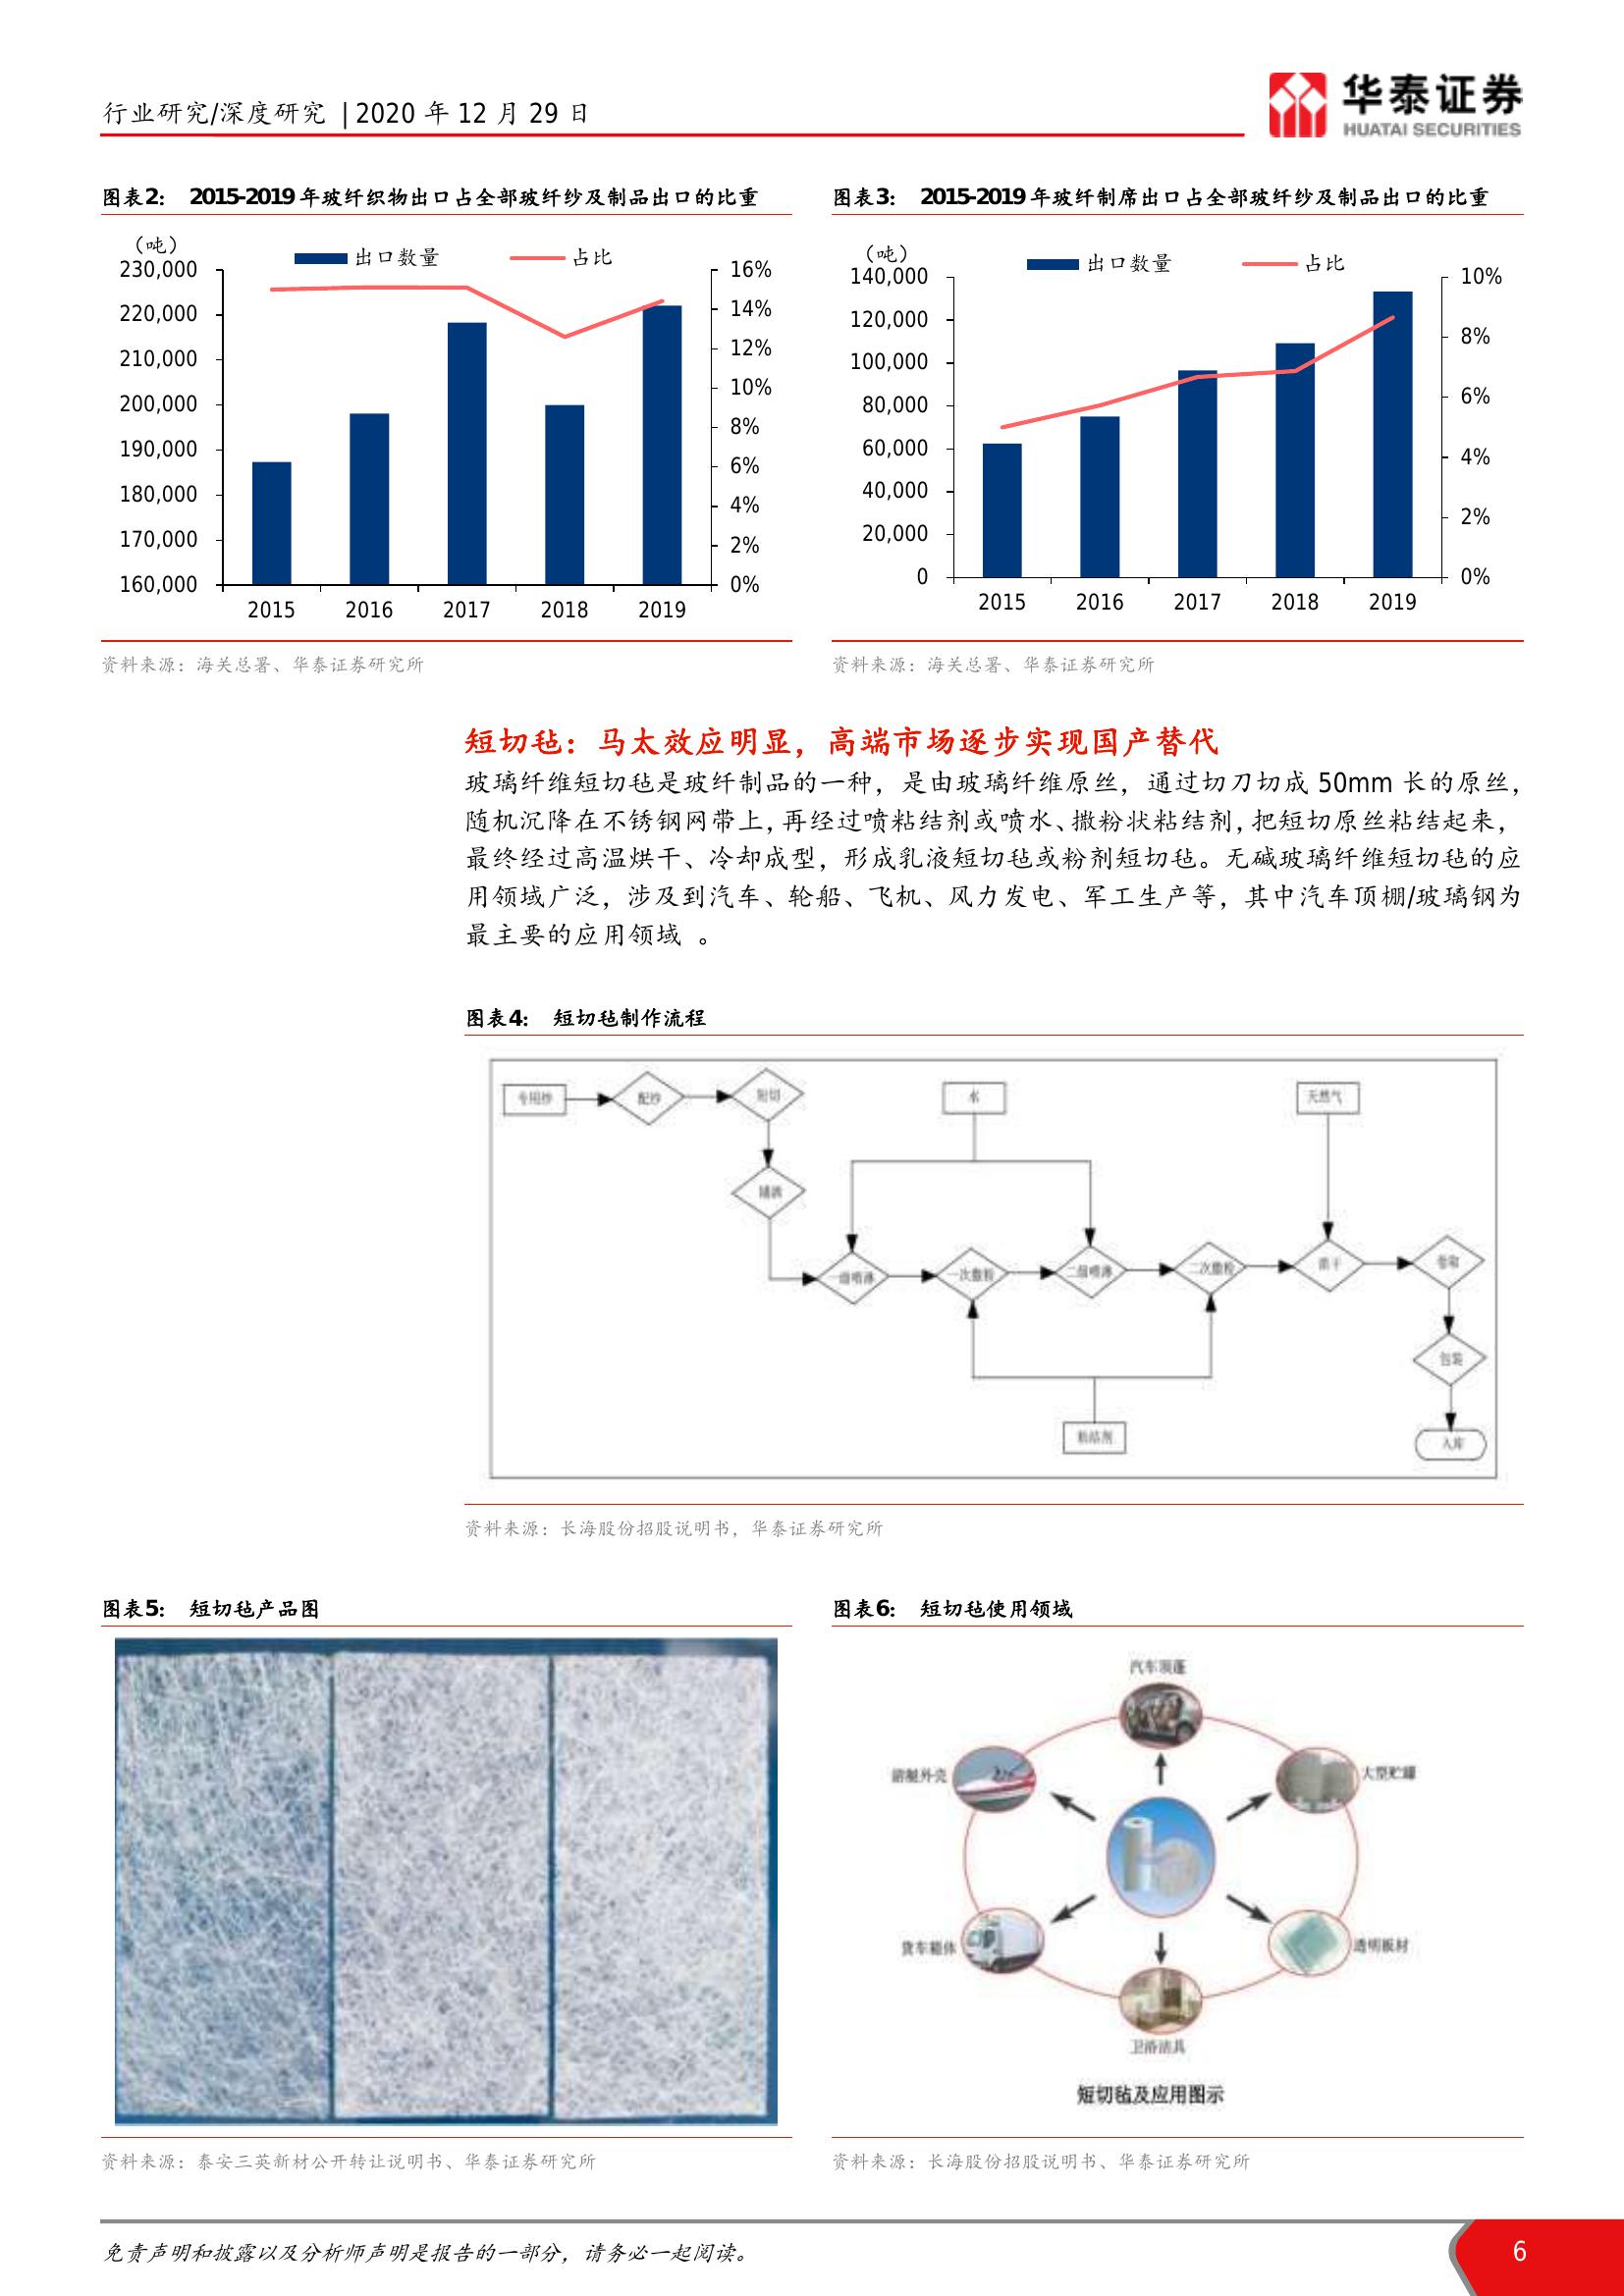 行业研究/深度研究 | 2020 年 12 月 29 日
华泰证券
HUATAI SECURITIES
图表2： 2015-2019 年玻纤织物出口占全部玻纤纱及制品出口的比重
（吨）
出口数量
占比
230,000
220,000
210,000
200,000
190,000
180,000
170,000
160,000
16%
14%
12%
10%
8%
6%
4%
2%
0%
2015 2016 2017 2018 2019
资料来源：海关总署、华泰证券研究所
图表3： 2015-2019 年玻纤制席出口占全部玻纤纱及制品出口的比重
（吨）
出口数量
占比
140,000
120,000
100,000
80,000
60,000
40,000
20,000
0
10%
8%
6%
4%
2%
0%
2015 2016 2017 2018 2019
资料来源：海关总署、华泰证券研究所
短切毡：马太效应明显，高端市场逐步实现国产替代
玻璃纤维短切毡是玻纤制品的一种，是由玻璃纤维原丝，通过切刀切成 50mm 长的原丝，
随机沉降在不锈钢网带上，再经过喷粘结剂或喷水、撒粉状粘结剂，把短切原丝粘结起来，
最终经过高温烘干、冷却成型，形成乳液短切毡或粉剂短切毡。无碱玻璃纤维短切毡的应
用领域广泛，涉及到汽车、轮船、飞机、风力发电、军工生产等，其中汽车顶棚/玻璃钢为
最主要的应用领域 。
图表4： 短切毡制作流程
专用纱
配纱
短切
水
天然气
一级喷淋
一次撒粉
二级喷淋
二次撒粉
烘干
卷取
包装
粘结剂
入库
资料来源：长海股份招股说明书，华泰证券研究所
图表5： 短切毡产品图
资料来源：泰安三英新材公开转让说明书、华泰证券研究所
图表6： 短切毡使用领域
汽车顶蓬
游艇外壳
大型贮罐
货车箱体
透明板材
卫浴洁具
短切毡及应用图示
资料来源：长海股份招股说明书、华泰证券研究所
免责声明和披露以及分析师声明是报告的一部分，请务必一起阅读。
6